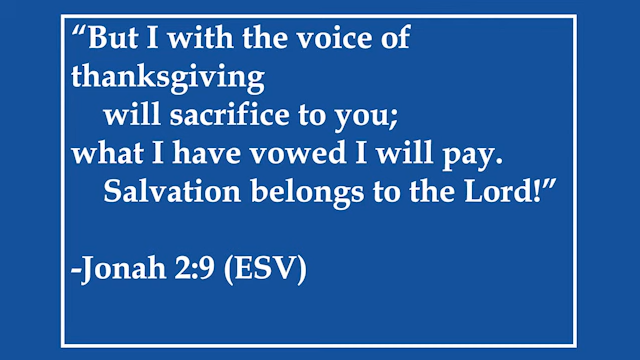 “But I with the voice of
thanksgiving
will sacrifice to you;
what I have vowed I will pay.
Salvation belongs to the Lord!”
-Jonah 2:9 (ESV)